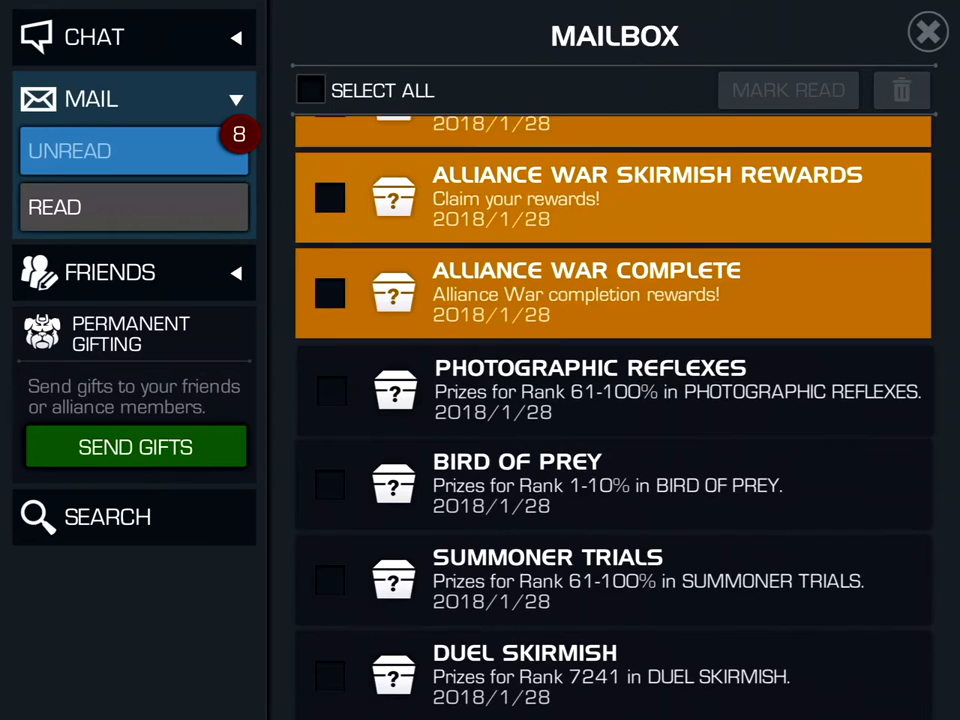 CHAT
MAIL
8
UNREAD
READ
FRIENDS
PERMANENT
GIFTING
Send gifts to your friends
or alliance members.
SEND GIFTS
SEARCH
MAILBOX
SELECT ALL
MARK READ
2018/1/28
ALLIANCE WAR SKIRMISH REWARDS
Claim your rewards!
2018/1/28
ALLIANCE WAR COMPLETE
Alliance War completion rewards!
2018/1/28
PHOTOGRAPHIC REFLEXES
Prizes for Rank 61-100% in PHOTOGRAPHIC REFLEXES.
2018/1/28
BIRD OF PREY
Prizes for Rank 1-10% in BIRD OF PREY.
2018/1/28
SUMMONER TRIALS
Prizes for Rank 61-100% in SUMMONER TRIALS.
2018/1/28
DUEL SKIRMISH
Prizes for Rank 7241 in DUEL SKIRMISH.
2018/1/28